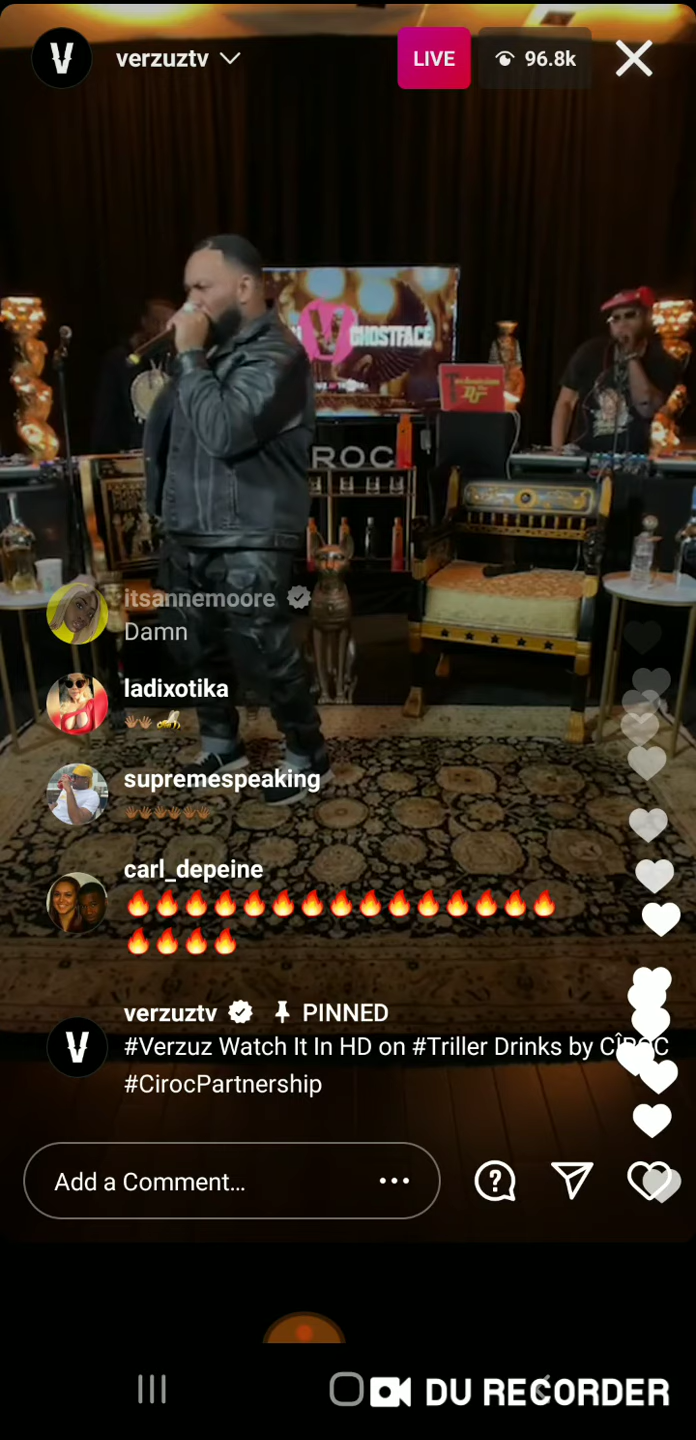 verzuztv
LIVE
96.8k
GHOSTFACE
ROC
itsannemoore
Damn
ladixotika
👐🏾🐝
supremespeaking
carl_depeine
🔥🔥🔥🔥🔥🔥🔥🔥🔥🔥🔥🔥🔥🔥🔥
🔥🔥🔥🔥
verzuztv PINNED
#Verzuz Watch It In HD on #Triller Drinks by CÎROC
#CirocPartnership
Add a Comment...
DU RECORDER